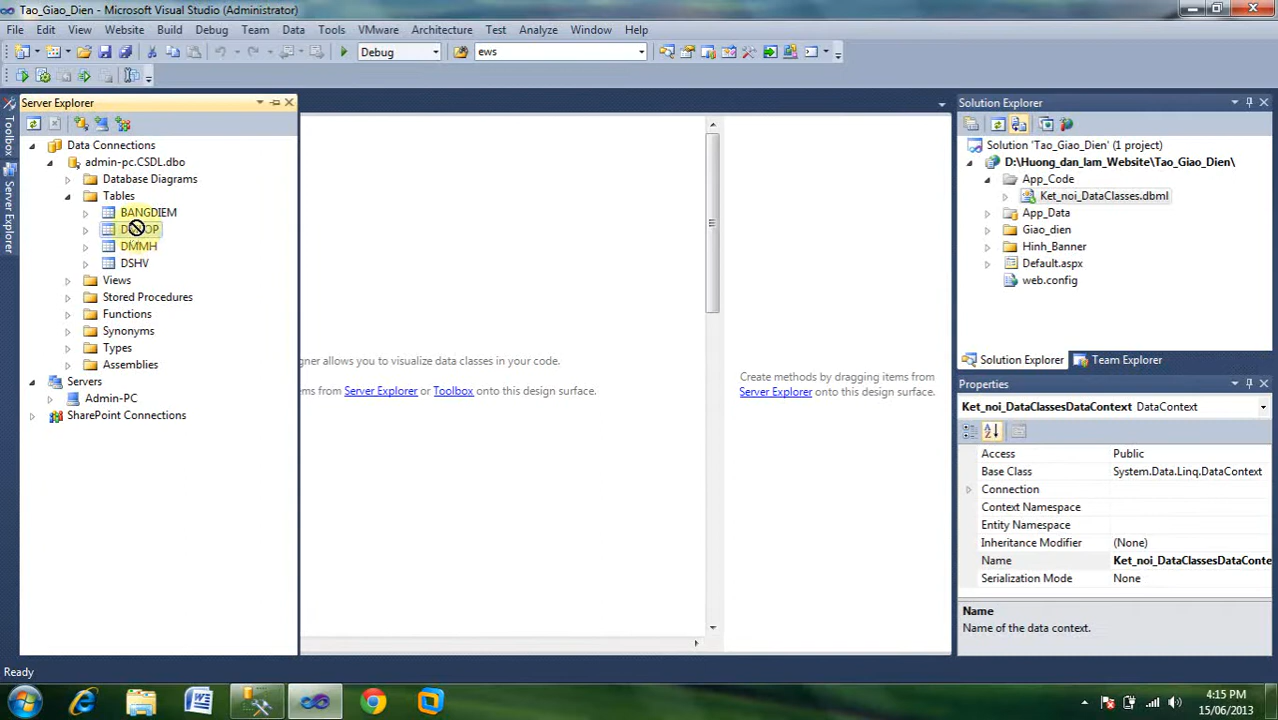 Tao_Giao_Dien - Microsoft Visual Studio (Administrator)
File Edit View Website Build Debug Team Data Tools VMware Architecture Test Analyze Window Help
Debug ews
Server Explorer
Toolbox
Server Explorer
Data Connections
admin-pc.CSDL.dbo
Database Diagrams
Tables
BANGDIEM
DMMH
DSHV
Views
Stored Procedures
Functions
Synonyms
Types
Assemblies
Servers
Admin-PC
SharePoint Connections
gner allows you to visualize data classes in your code.
ems from Server Explorer or Toolbox onto this design surface.
Create methods by dragging items from
Server Explorer onto this design surface.
Solution Explorer
Solution 'Tao_Giao_Dien' (1 project)
D:\Huong_dan_lam_Website\Tao_Giao_Dien\
App_Code
Ket_noi_DataClasses.dbml
App_Data
Giao_dien
Hinh_Banner
Default.aspx
web.config
Solution Explorer Team Explorer
Properties
Ket_noi_DataClassesDataContext DataContext
Access Public
Base Class System.Data.Linq.DataContext
Connection
Context Namespace
Entity Namespace
Inheritance Modifier (None)
Name Ket_noi_DataClassesDataConte
Serialization Mode None
Name
Name of the data context.
Ready
4:15 PM
15/06/2013